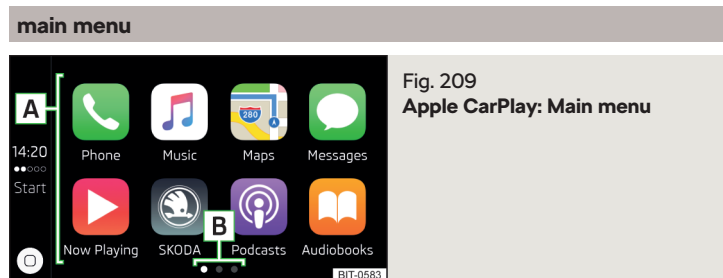 main menu
Fig. 209
Apple CarPlay: Main menu
A
14:20
Start
280
Phone Music Maps Messages
B
Now Playing SKODA Podcasts Audiobooks
BIT-0583